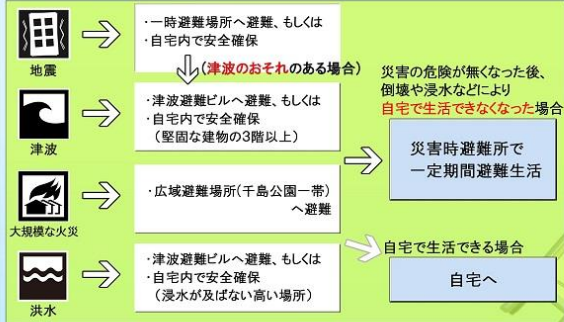 地震
・一時避難場所へ避難、もしくは
・自宅内で安全確保
(津波のおそれのある場合)
津波
・津波避難ビルへ避難、もしくは
・自宅内で安全確保
(堅固な建物の3階以上)
大規模な火災
・広域避難場所(千島公園一帯)
へ避難
洪水
・津波避難ビルへ避難、もしくは
・自宅内で安全確保
(浸水が及ばない高い場所)
災害の危険が無くなった後、
倒壊や浸水などにより
自宅で生活できなくなった場合
災害時避難所で
一定期間避難生活
自宅で生活できる場合
自宅へ